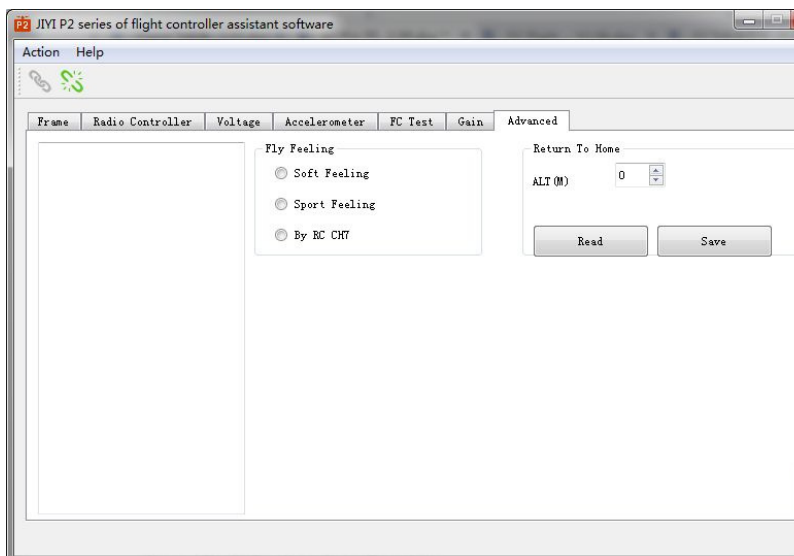 P2 JIYI P2 series of flight controller assistant software
Action Help
Frame Radio Controller Voltage Accelerometer FC Test Gain Advanced
Fly Feeling
Soft Feeling
Sport Feeling
By RC CH7
Return To Home
ALT(M) 0
Read Save